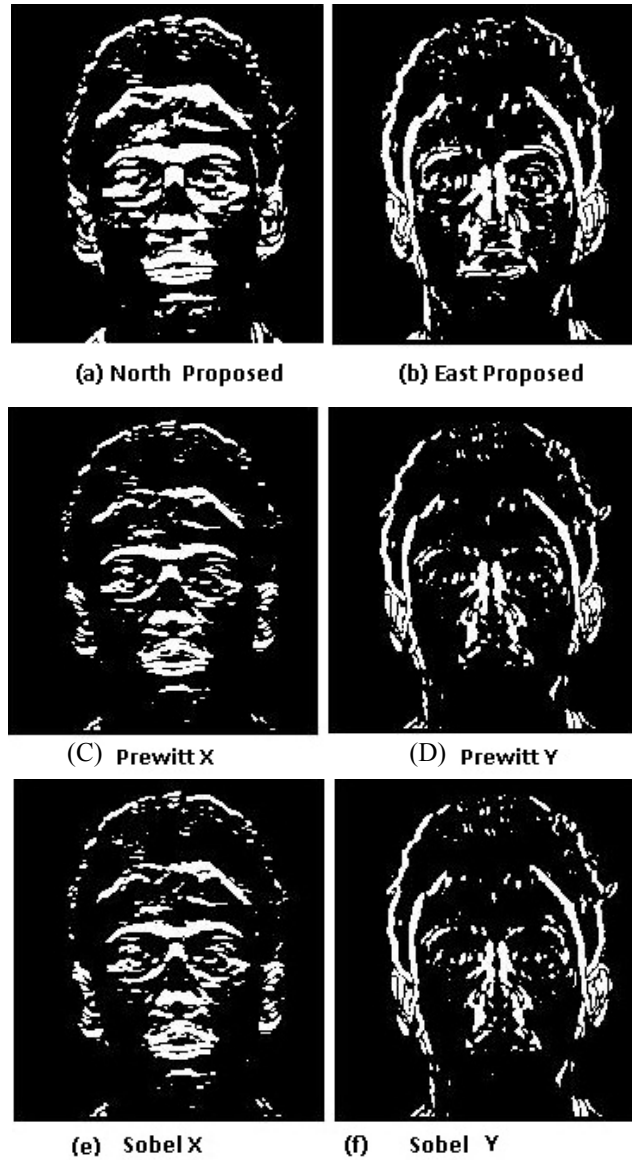 (a) North Proposed
(b) East Proposed
(C) Prewitt X
(D) Prewitt Y
(e) Sobel X
(f) Sobel Y